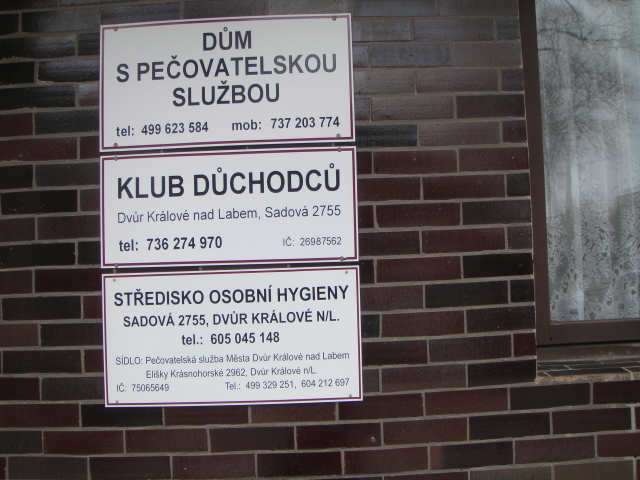 DŮM
S PEČOVATELSKOU
SLUŽBOU
tel: 499 623 584 mob: 737 203 774
KLUB DŮCHODCŮ
Dvůr Králové nad Labem, Sadová 2755
tel: 736 274 970 IČ: 26987562
STŘEDISKO OSOBNÍ HYGIENY
SADOVÁ 2755, DVŮR KRÁLOVÉ N/L.
tel.: 605 045 148
SÍDLO: Pečovatelská služba Města Dvůr Králové nad Labem
Elišky Krásnohorské 2962, Dvůr Králové n/L.
IČ: 75065649 Tel.: 499 329 251, 604 212 697